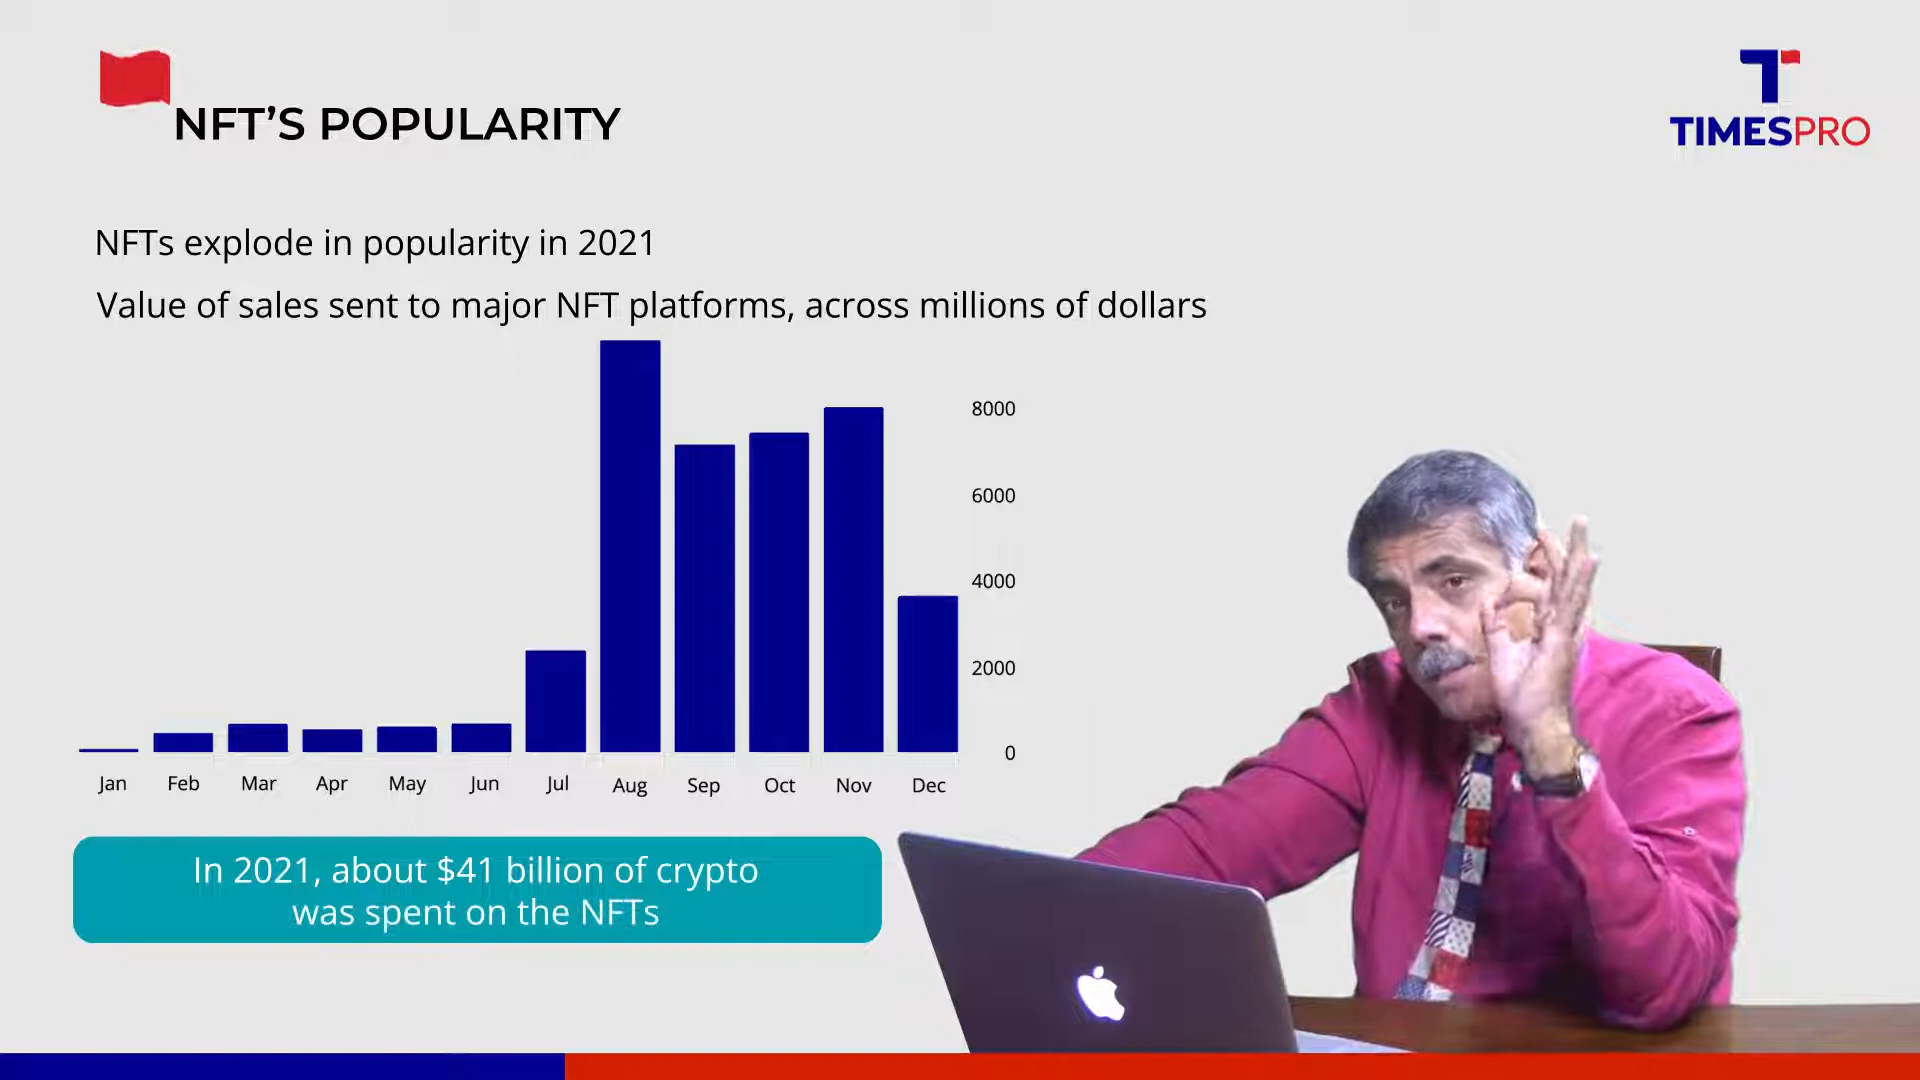 NFT’S POPULARITY
TIMESPRO
NFTs explode in popularity in 2021
Value of sales sent to major NFT platforms, across millions of dollars
8000
6000
4000
2000
0
Jan Feb Mar Apr May Jun Jul Aug Sep Oct Nov Dec
In 2021, about $41 billion of crypto
was spent on the NFTs